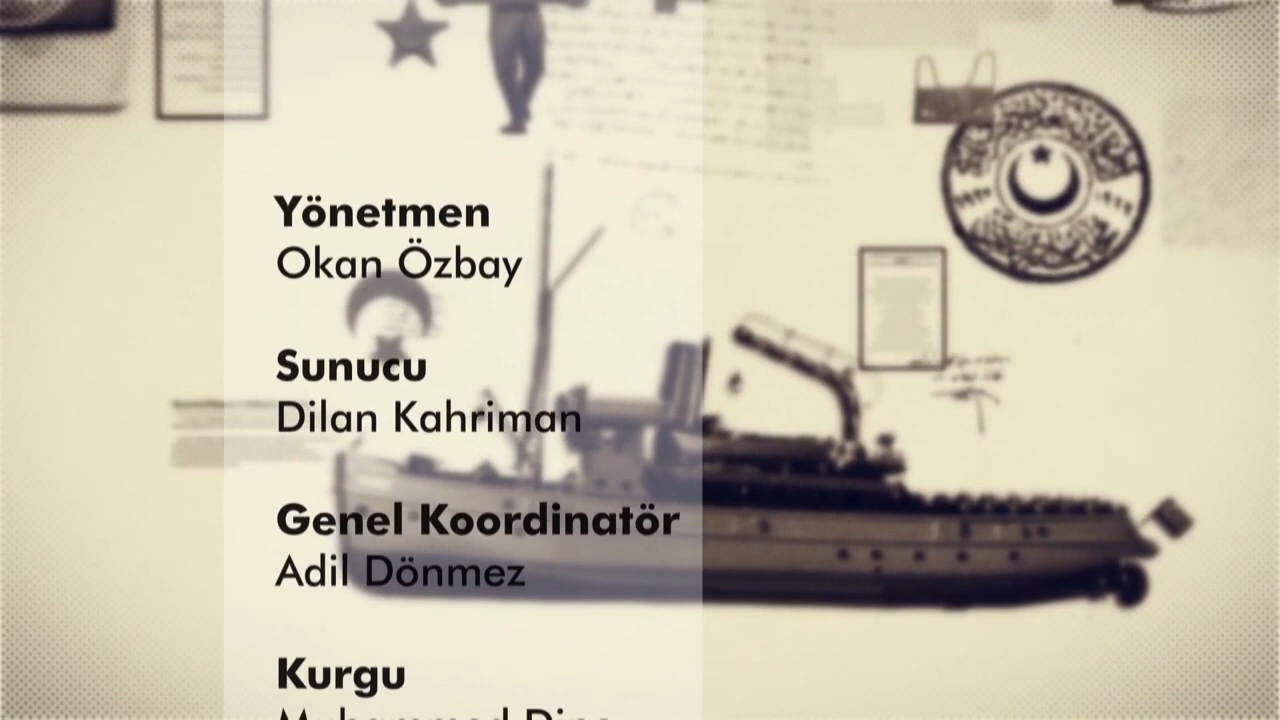 Yönetmen
Okan Özbay
Sunucu
Dilan Kahriman
Genel Koordinatör
Adil Dönmez
Kurgu